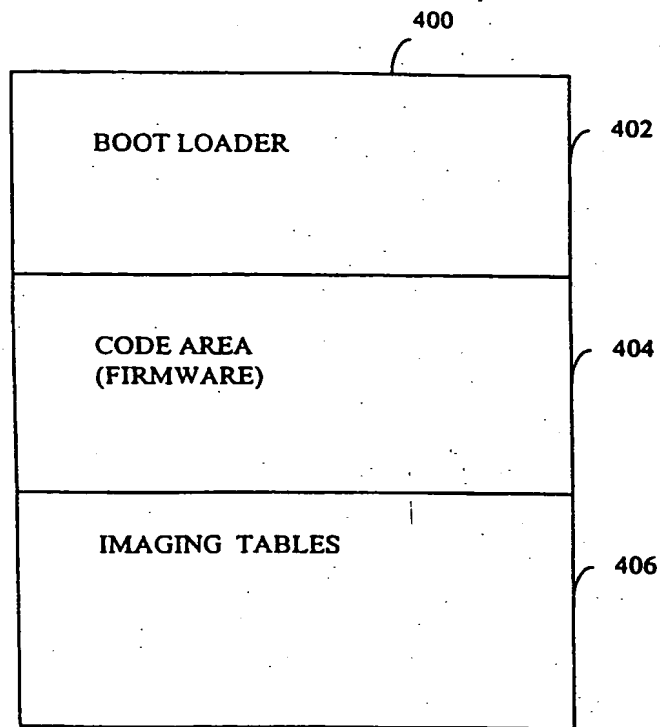 400
BOOT LOADER
402
CODE AREA
(FIRMWARE)
404
IMAGING TABLES
406